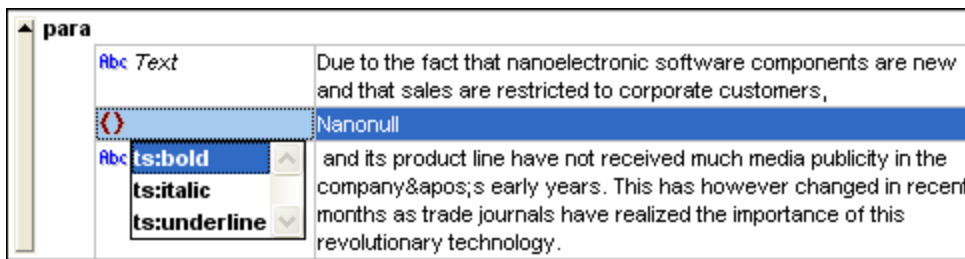 para
Abc Text
Due to the fact that nanoelectronic software components are new
and that sales are restricted to corporate customers,
{} Nanonull
Abc ts:bold
ts:italic
ts:underline
and its product line have not received much media publicity in the
company&apos;s early years. This has however changed in recent
months as trade journals have realized the importance of this
revolutionary technology.